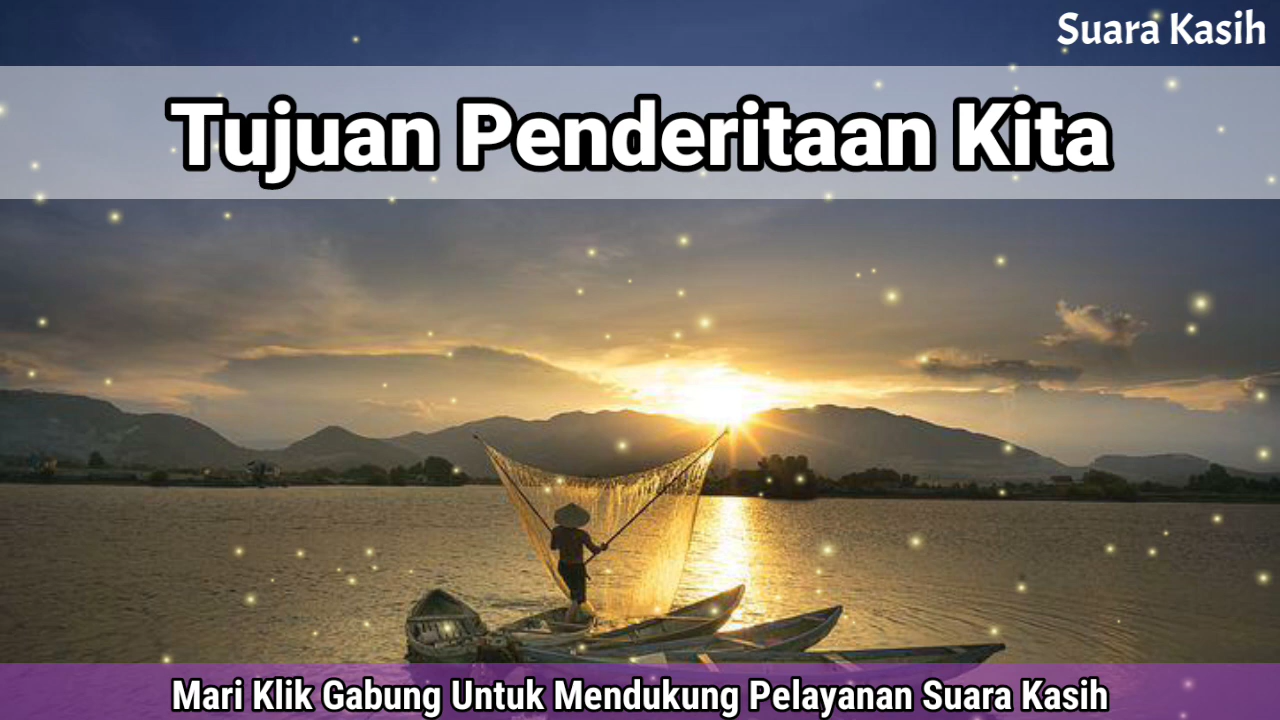 Suara Kasih
Tujuan Penderitaan Kita
Mari Klik Gabung Untuk Mendukung Pelayanan Suara Kasih